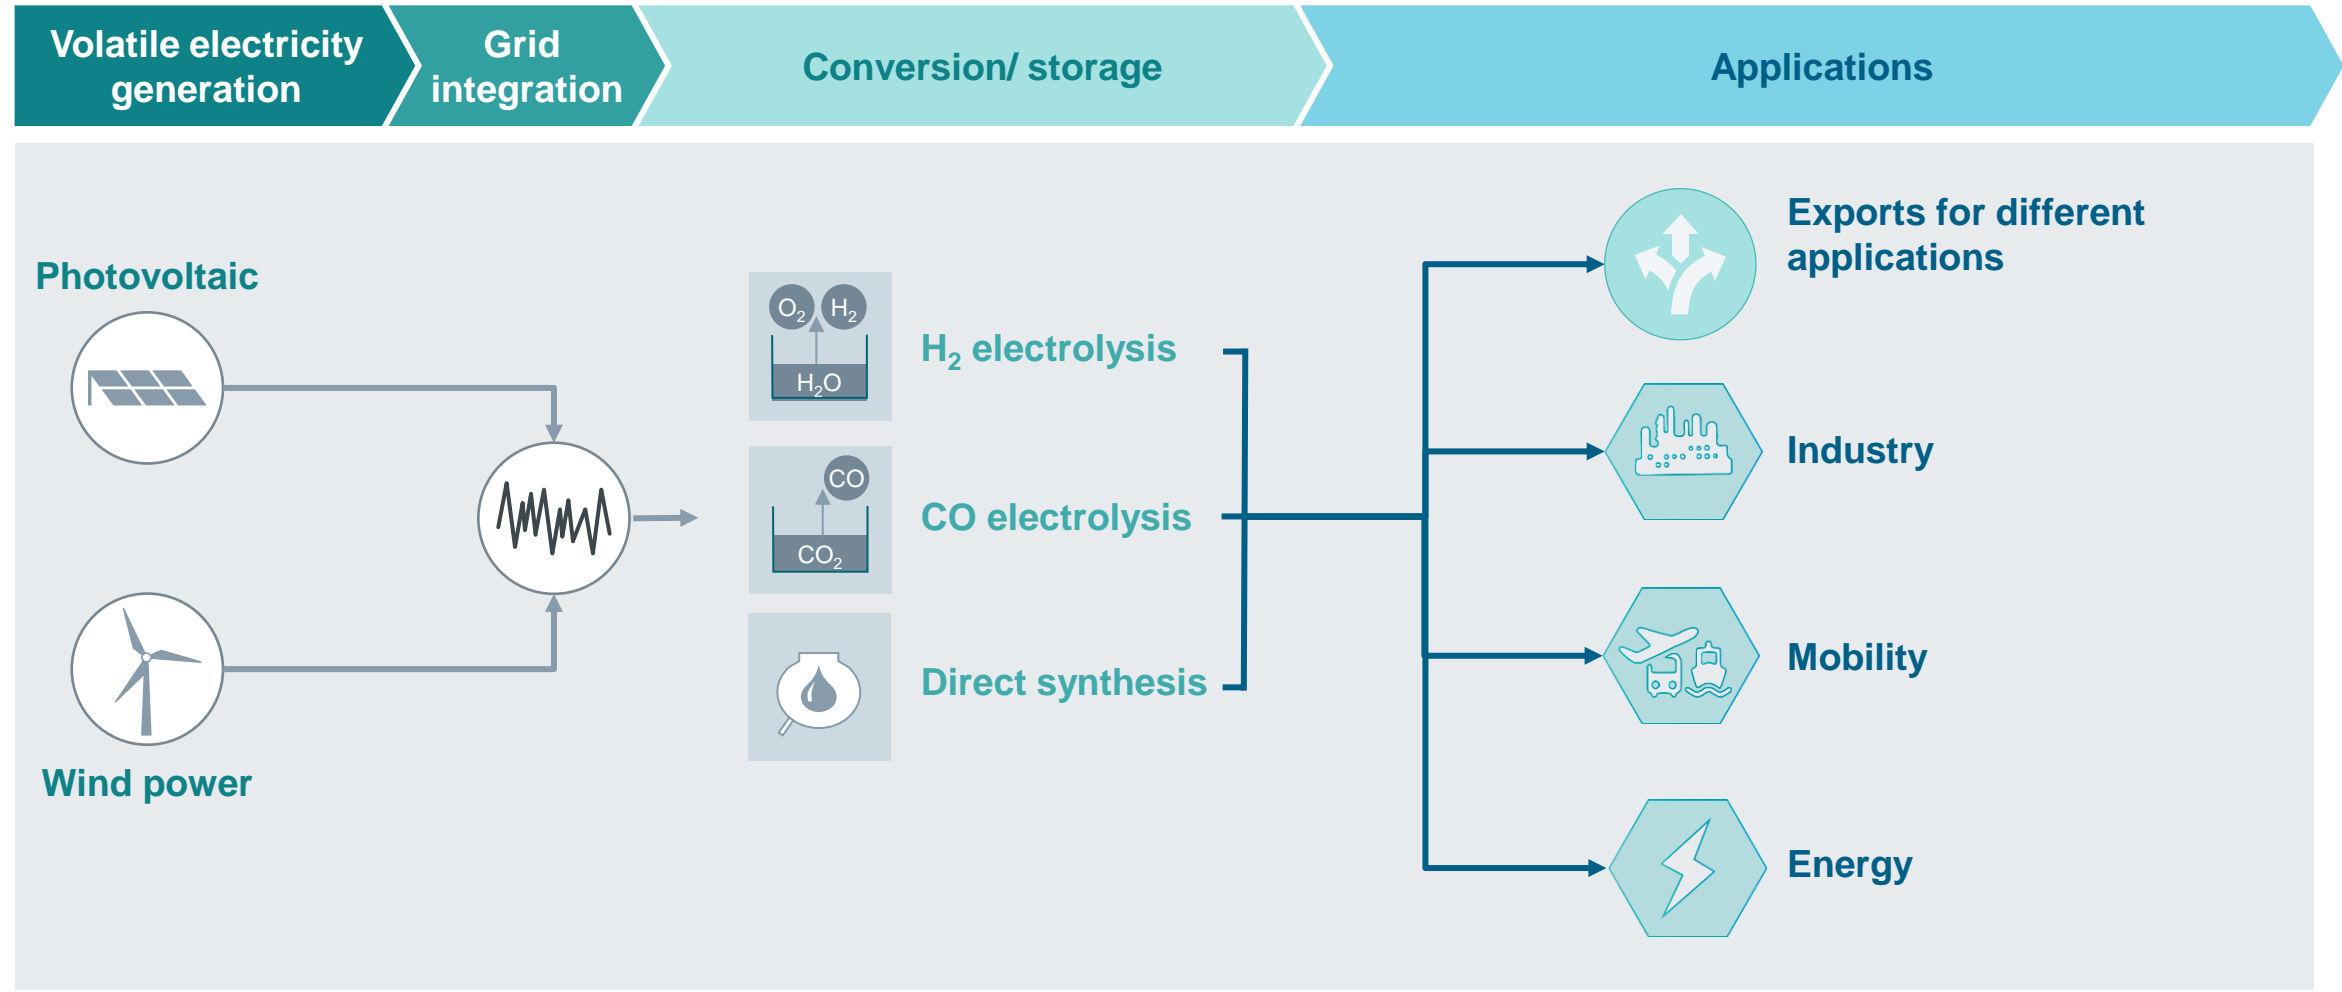 Volatile electricity
generation
Grid
integration
Conversion/ storage
Applications
Photovoltaic
Wind power
O₂
H₂
H₂O
H₂ electrolysis
CO
CO₂
CO electrolysis
Direct synthesis
Exports for different
applications
Industry
Mobility
Energy